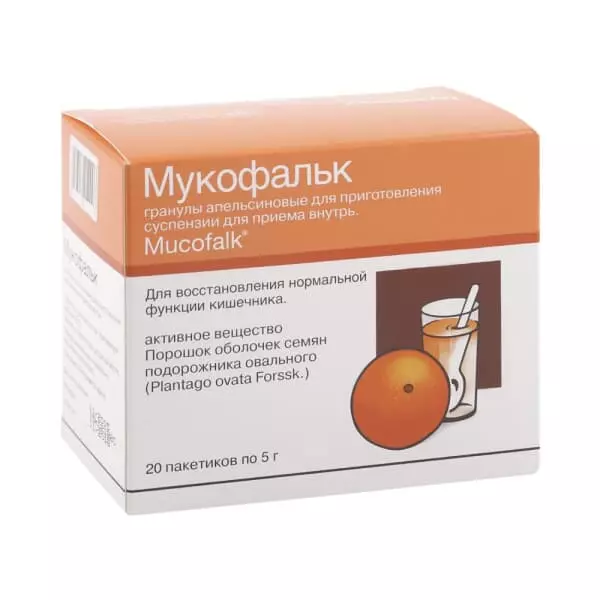 Мукофальк
гранулы апельсиновые для приготовления
суспензии для приема внутрь.
Mucofalk®
Для восстановления нормальной
функции кишечника.
активное вещество
Порошок оболочек семян
подорожника овального
(Plantago ovata Forssk.)
20 пакетиков по 5 г
Мукофальк